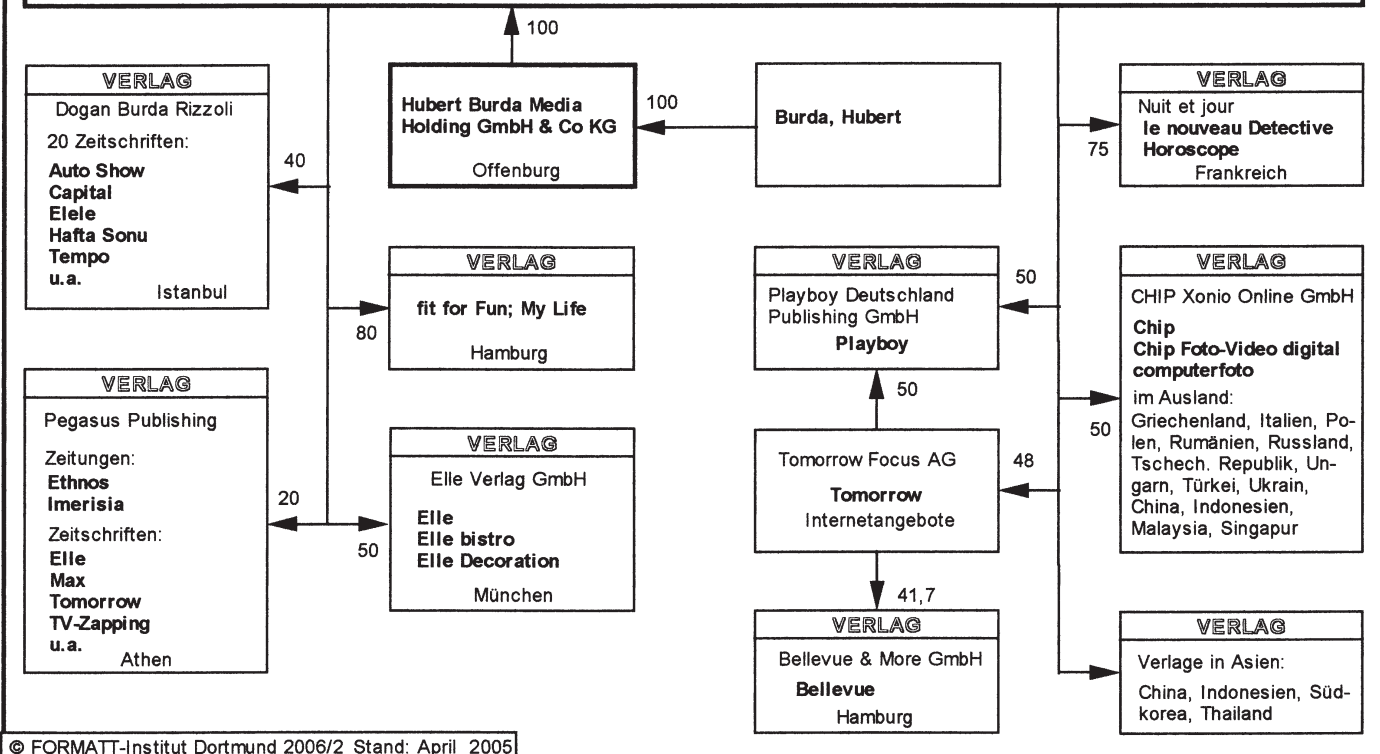 100
VERLAG
Dogan Burda Rizzoli
20 Zeitschriften:
Auto Show
Capital
Elele
Hafta Sonu
Tempo
u.a.
Istanbul
40
Hubert Burda Media
Holding GmbH & Co KG
Offenburg
100
Burda, Hubert
VERLAG
Nuit et jour
le nouveau Detective
Horoscope
Frankreich
75
VERLAG
fit for Fun; My Life
Hamburg
80
VERLAG
Playboy Deutschland
Publishing GmbH
Playboy
50
50
VERLAG
CHIP Xonio Online GmbH
Chip
Chip Foto-Video digital
computerfoto
im Ausland:
Griechenland, Italien, Po-
len, Rumänien, Russland,
Tschech. Republik, Un-
garn, Türkei, Ukrain,
China, Indonesien,
Malaysia, Singapur
50
VERLAG
Pegasus Publishing
Zeitungen:
Ethnos
Imerisia
Zeitschriften:
Elle
Max
Tomorrow
TV-Zapping
u.a.
Athen
20
VERLAG
Elle Verlag GmbH
Elle
Elle bistro
Elle Decoration
München
50
Tomorrow Focus AG
Tomorrow
Internetangebote
48
41,7
VERLAG
Bellevue & More GmbH
Bellevue
Hamburg
VERLAG
Verlage in Asien:
China, Indonesien, Süd-
korea, Thailand
© FORMATT-Institut Dortmund 2006/2 Stand: April 2005